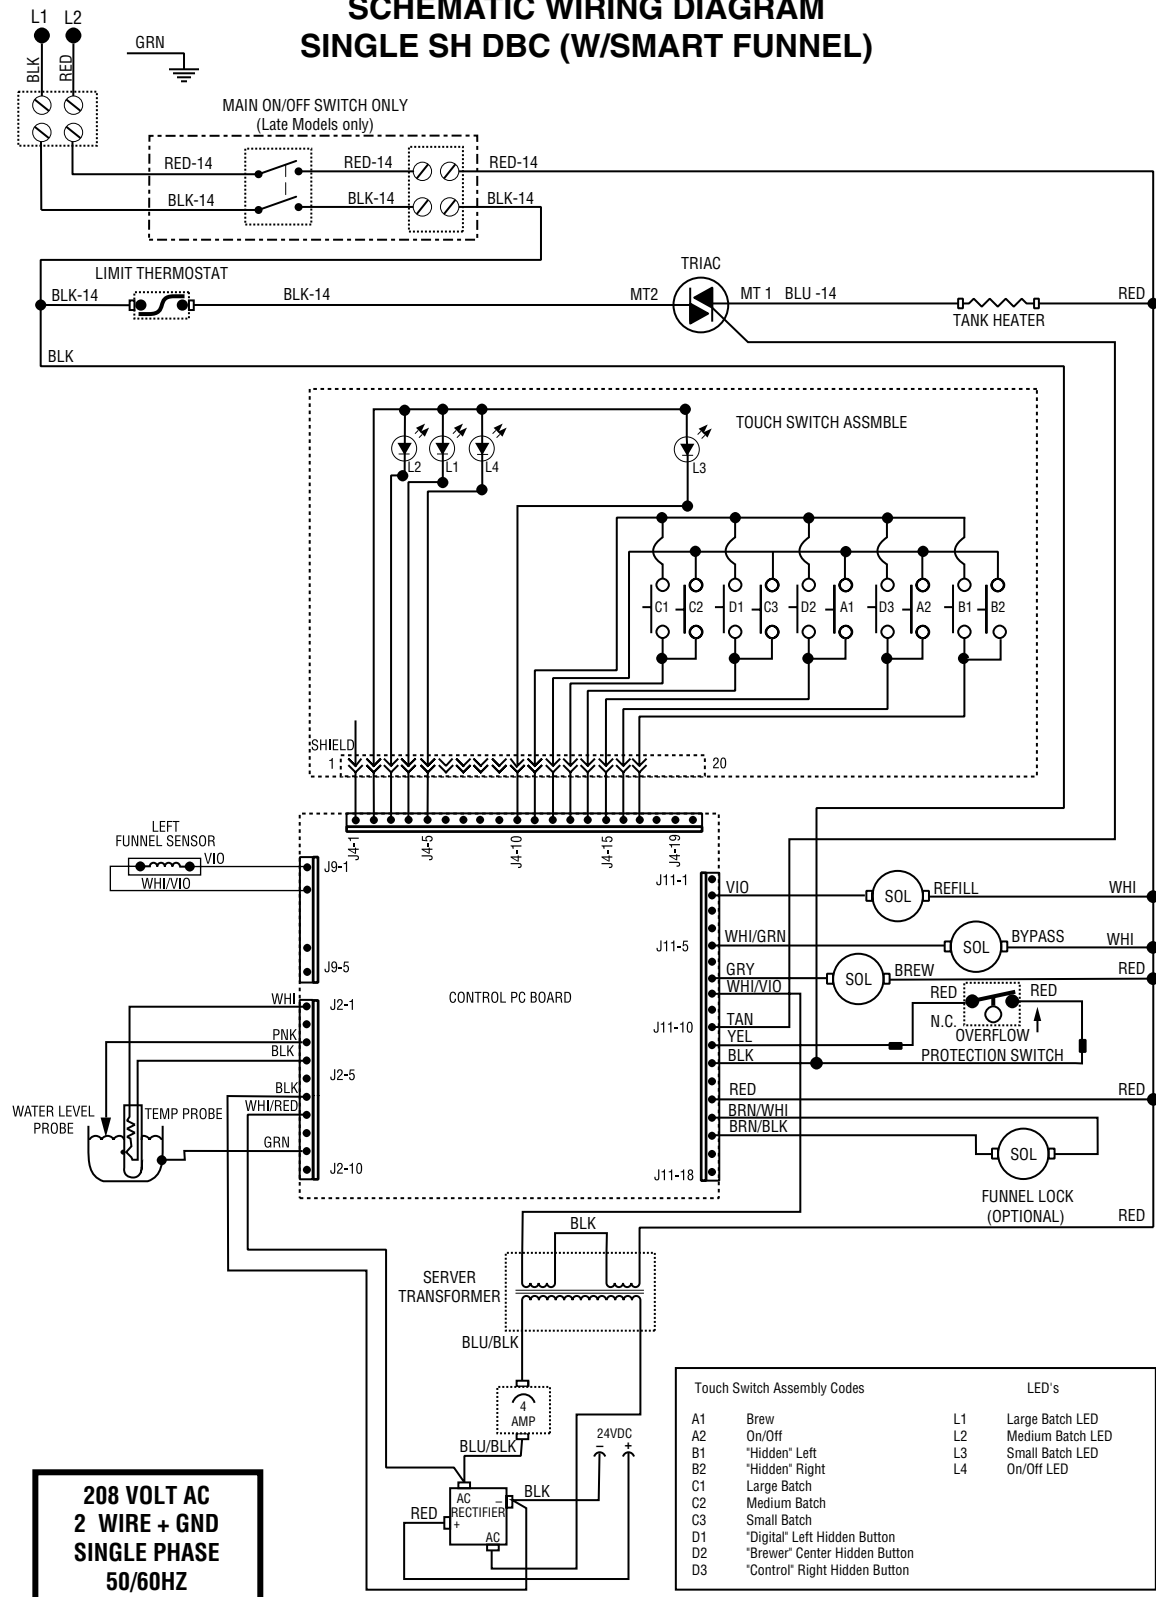 SCHEMATIC WIRING DIAGRAM
SINGLE SH DBC (W/SMART FUNNEL)
L1 L2
GRN
BLK
RED
MAIN ON/OFF SWITCH ONLY
(Late Models only)
RED-14 RED-14 RED-14
BLK-14 BLK-14 BLK-14
LIMIT THERMOSTAT
TRIAC
BLK-14 BLK-14 MT2 MT 1 BLU -14 RED
TANK HEATER
BLK
TOUCH SWITCH ASSMBLE
L2 L1 L4 L3
C1 C2 D1 C3 D2 A1 D3 A2 B1 B2
SHIELD
1 20
J4-1 J4-5 J4-10 J4-15 J4-19
LEFT
FUNNEL SENSOR
VIO
WHI/VIO
J9-1
J9-5
J11-1
VIO SOL REFILL WHI
J11-5
WHI/GRN SOL BYPASS WHI
GRY SOL BREW RED
WHI/VIO
CONTROL PC BOARD
WHI J2-1
PNK
BLK
J2-5
BLK
WHI/RED
WATER LEVEL
PROBE
TEMP PROBE
GRN
J2-10
RED RED
N.C.
OVERFLOW
PROTECTION SWITCH
J11-10 TAN
YEL
BLK
RED RED
BRN/WHI
BRN/BLK
SOL
J11-18
FUNNEL LOCK
(OPTIONAL)
RED
BLK
SERVER
TRANSFORMER
BLU/BLK
4
AMP
BLU/BLK
24VDC
– +
BLK
RED
AC –
RECTIFIER
+
AC
208 VOLT AC
2 WIRE + GND
SINGLE PHASE
50/60HZ
Touch Switch Assembly Codes LED's
A1 Brew L1 Large Batch LED
A2 On/Off L2 Medium Batch LED
B1 "Hidden" Left L3 Small Batch LED
B2 "Hidden" Right L4 On/Off LED
C1 Large Batch
C2 Medium Batch
C3 Small Batch
D1 "Digital" Left Hidden Button
D2 "Brewer" Center Hidden Button
D3 "Control" Right Hidden Button